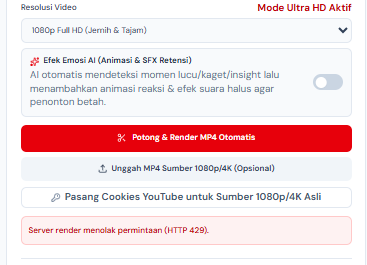 Resolusi Video
Mode Ultra HD Aktif
1080p Full HD (Jernih & Tajam)
Efek Emosi AI (Animasi & SFX Retensi)
AI otomatis mendeteksi momen lucu/kaget/insight lalu
menambahkan animasi reaksi & efek suara halus agar
penonton betah.
Potong & Render MP4 Otomatis
Unggah MP4 Sumber 1080p/4K (Opsional)
Pasang Cookies YouTube untuk Sumber 1080p/4K Asli
Server render menolak permintaan (HTTP 429).